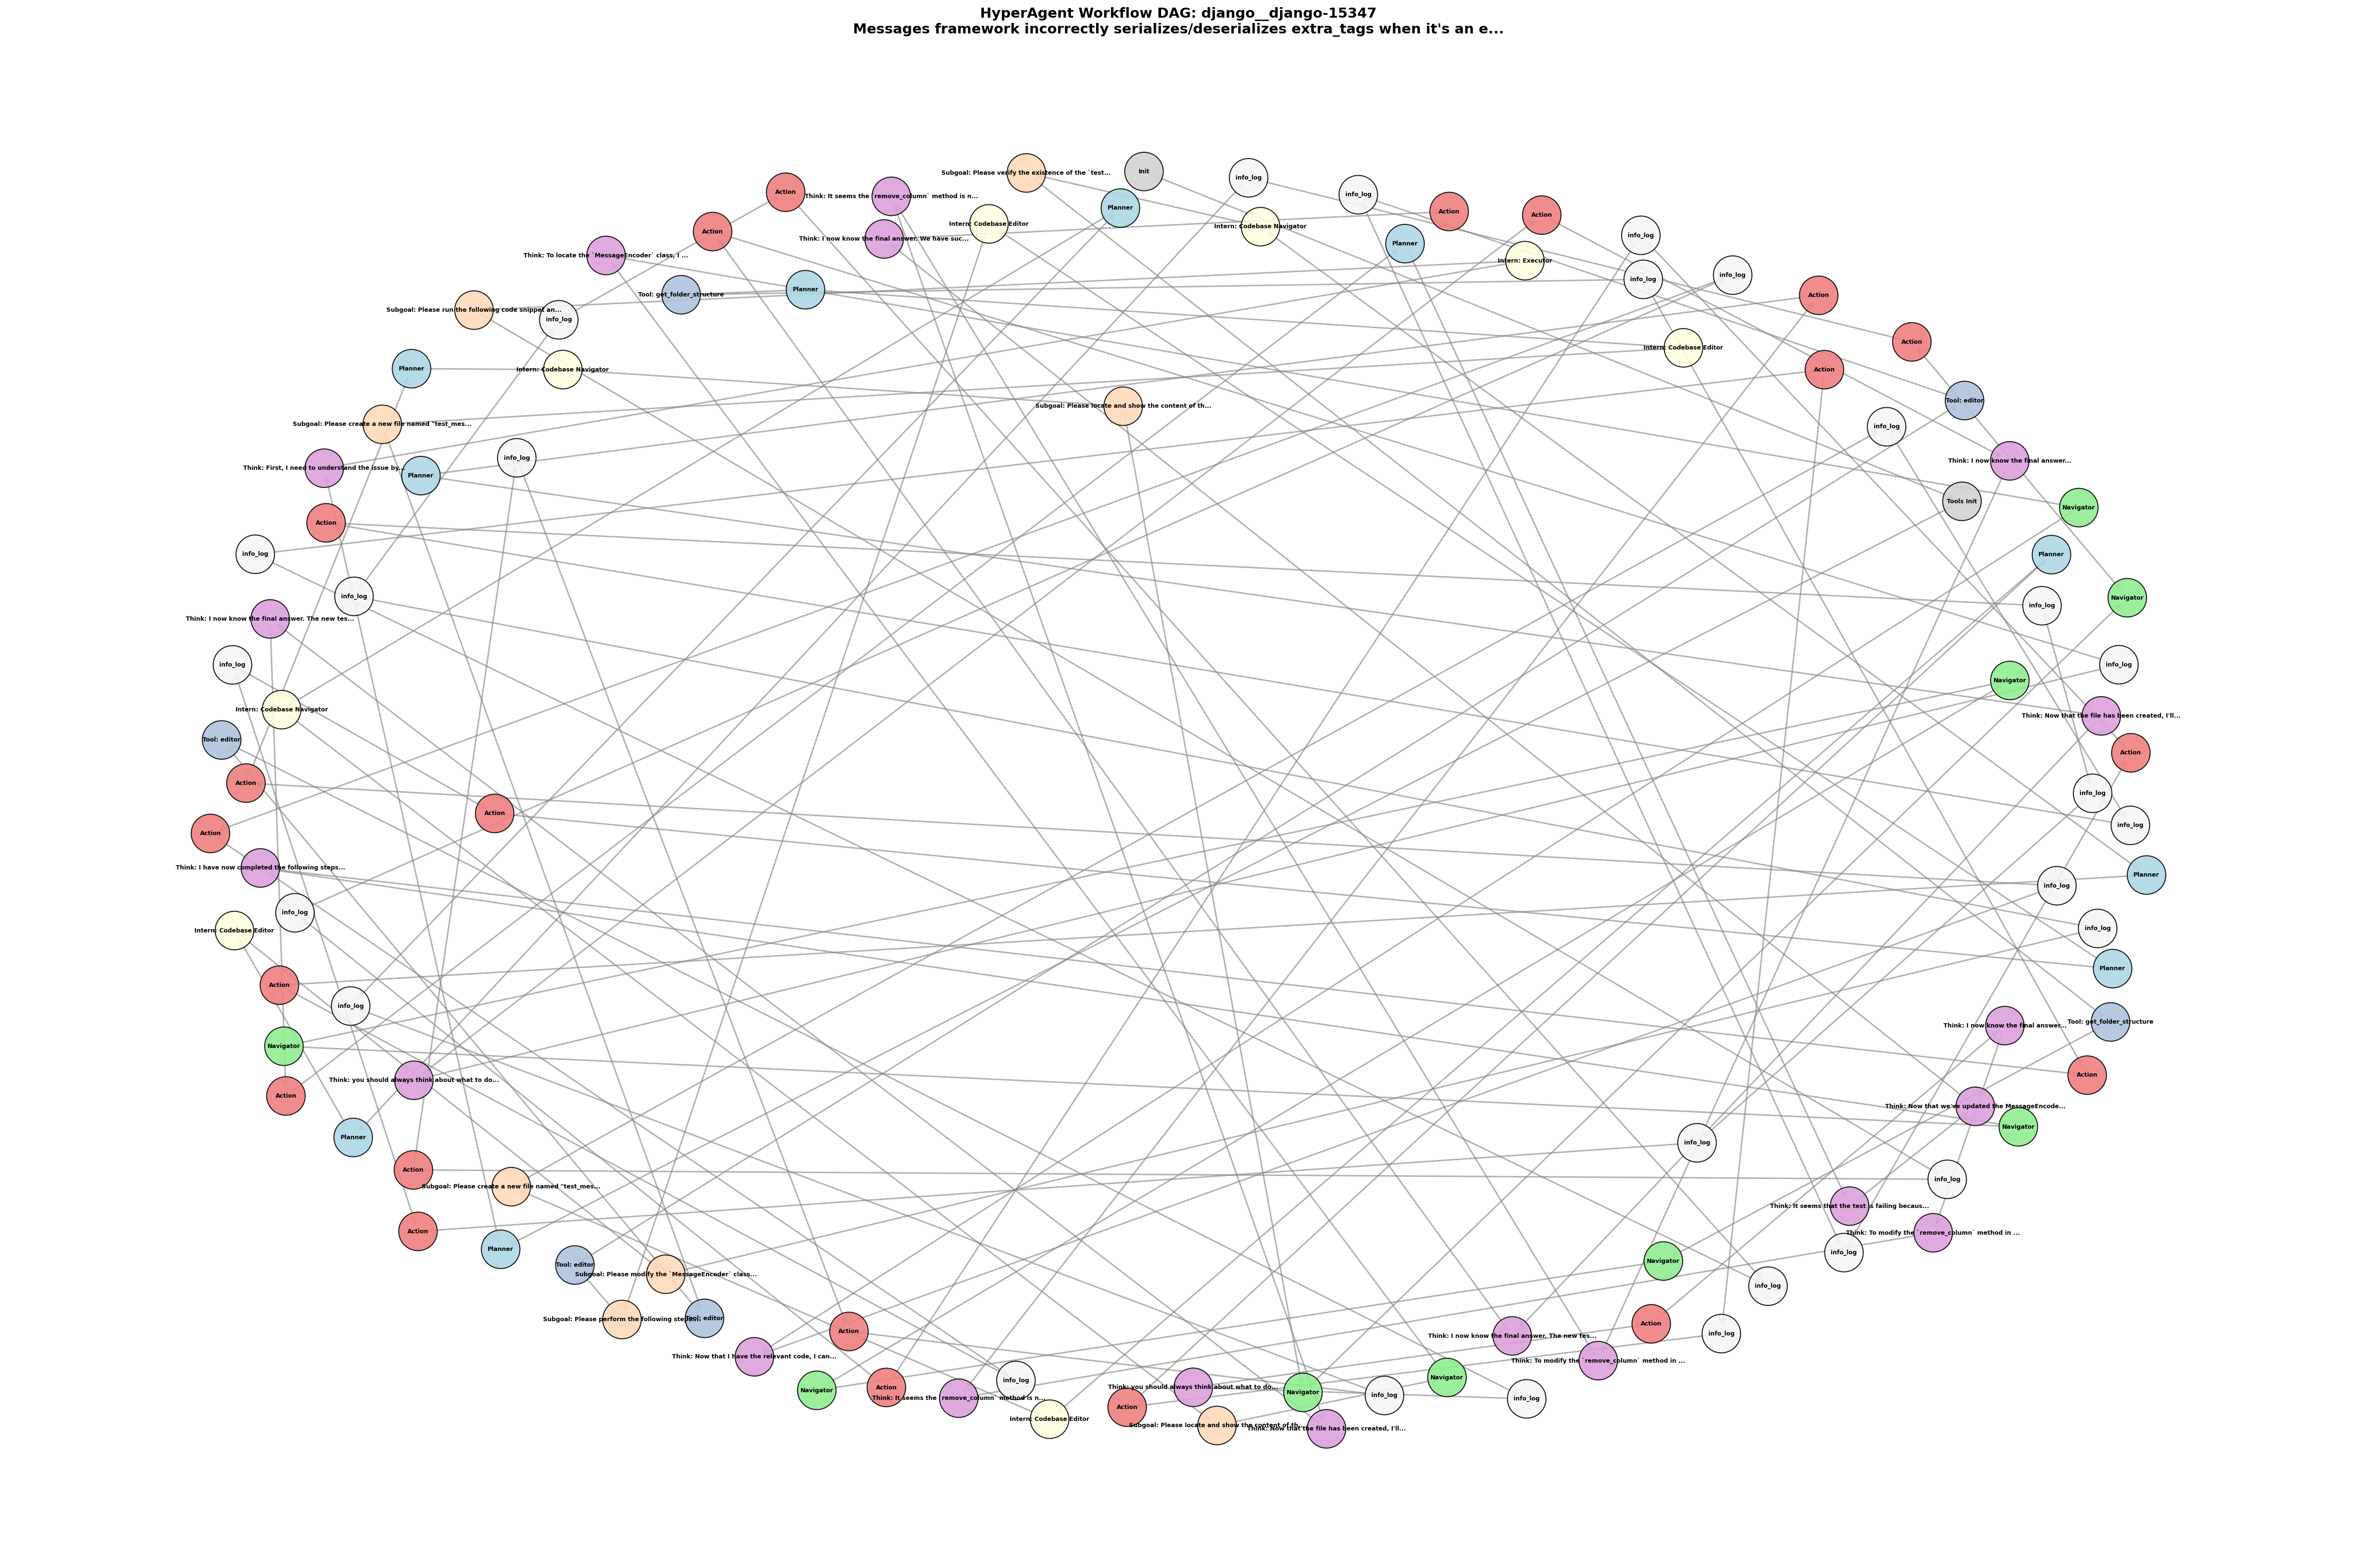 HyperAgent Workflow DAG: django__django-15347
Messages framework incorrectly serializes/deserializes extra_tags when it's an e...
Subgoal: Please verify the existence of the `test...
Init
info_log
Action
Think: It seems the `remove_column` method is n...
info_log
Planner
Action
Action
Intern: Codebase Editor
Intern: Codebase Navigator
Action
info_log
Think: I now know the final answer. We have suc...
Planner
Think: To locate the `MessageEncoder` class, I ...
Intern: Executor
info_log
info_log
Tool: get_folder_structure
Planner
Action
Subgoal: Please run the following code snippet an...
info_log
Action
Intern: Codebase Editor
Planner
Intern: Codebase Navigator
Action
Tool: editor
Subgoal: Please locate and show the content of th...
Subgoal: Please create a new file named "test_mes...
info_log
info_log
Think: I now know the final answer...
Think: First, I need to understand the issue by...
Planner
Tools Init
Navigator
Action
info_log
Planner
info_log
Navigator
info_log
Think: I now know the final answer. The new tes...
info_log
info_log
Navigator
Intern: Codebase Navigator
Think: Now that the file has been created, I'll...
Tool: editor
Action
Action
info_log
Action
info_log
Action
Think: I have now completed the following steps...
Planner
info_log
info_log
Intern: Codebase Editor
info_log
Planner
Action
info_log
Tool: get_folder_structure
Think: I now know the final answer...
Navigator
Action
Think: you should always think about what to do...
Action
Think: Now that we've updated the MessageEncode...
Navigator
Planner
info_log
Action
info_log
Subgoal: Please create a new file named "test_mes...
Think: It seems that the test is failing becaus...
Action
Think: To modify the `remove_column` method in ...
Planner
info_log
Navigator
Tool: editor
Subgoal: Please modify the `MessageEncoder` class...
info_log
Subgoal: Please perform the following steps...
Tool: editor
Action
Action
info_log
Think: I now know the final answer. The new tes...
Think: Now that I have the relevant code, I can...
Think: To modify the `remove_column` method in ...
Navigator
info_log
Navigator
Action
Think: you should always think about what to do...
Navigator
info_log
Think: It seems the `remove_column` method is n...
info_log
Action
Intern: Codebase Editor
Subgoal: Please locate and show the content of th...
Think: Now that the file has been created, I'll...